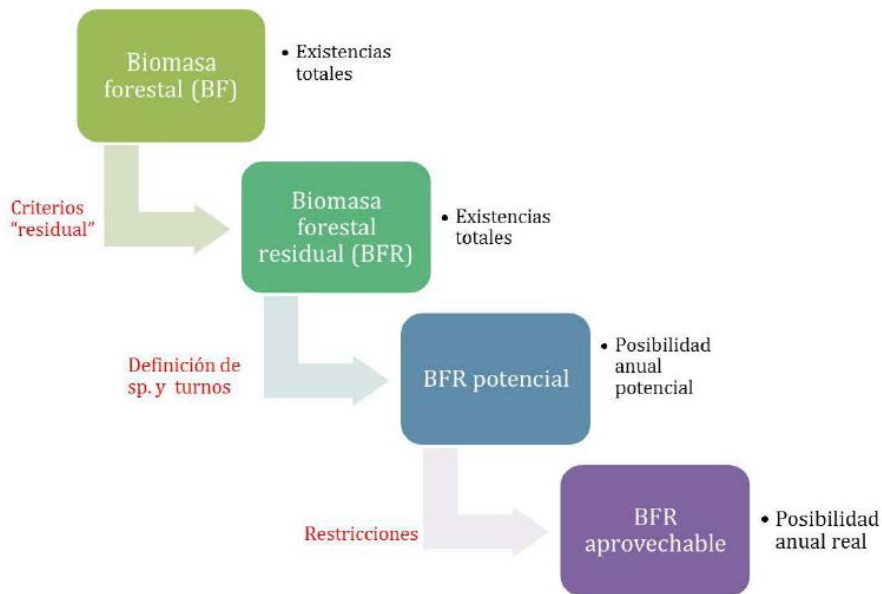 Biomasa
forestal (BF)
• Existencias
totales
Criterios
“residual”
Biomasa
forestal
residual (BFR)
• Existencias
totales
Definición de
sp. y turnos
BFR potencial
• Posibilidad
anual
potencial
Restricciones
BFR
aprovechable
• Posibilidad
anual real